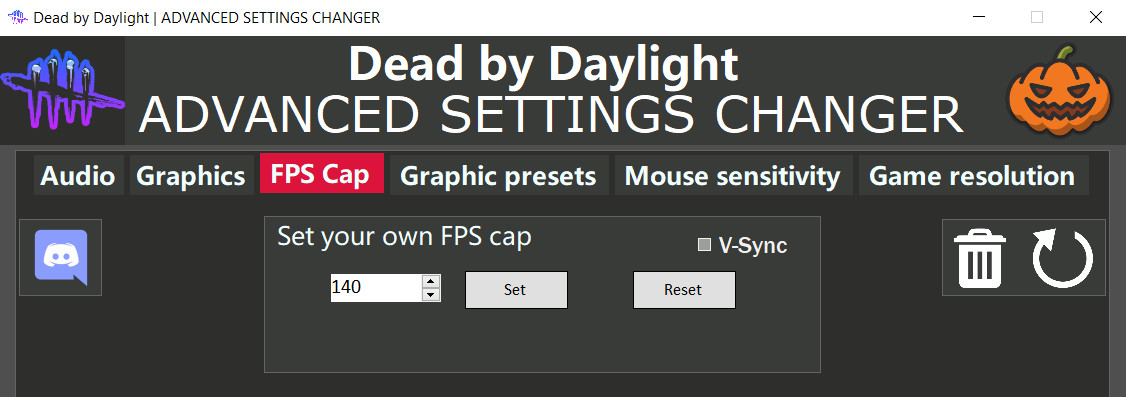 Dead by Daylight | ADVANCED SETTINGS CHANGER
Dead by Daylight
ADVANCED SETTINGS CHANGER
Audio Graphics FPS Cap Graphic presets Mouse sensitivity Game resolution
Set your own FPS cap V-Sync
140 Set Reset